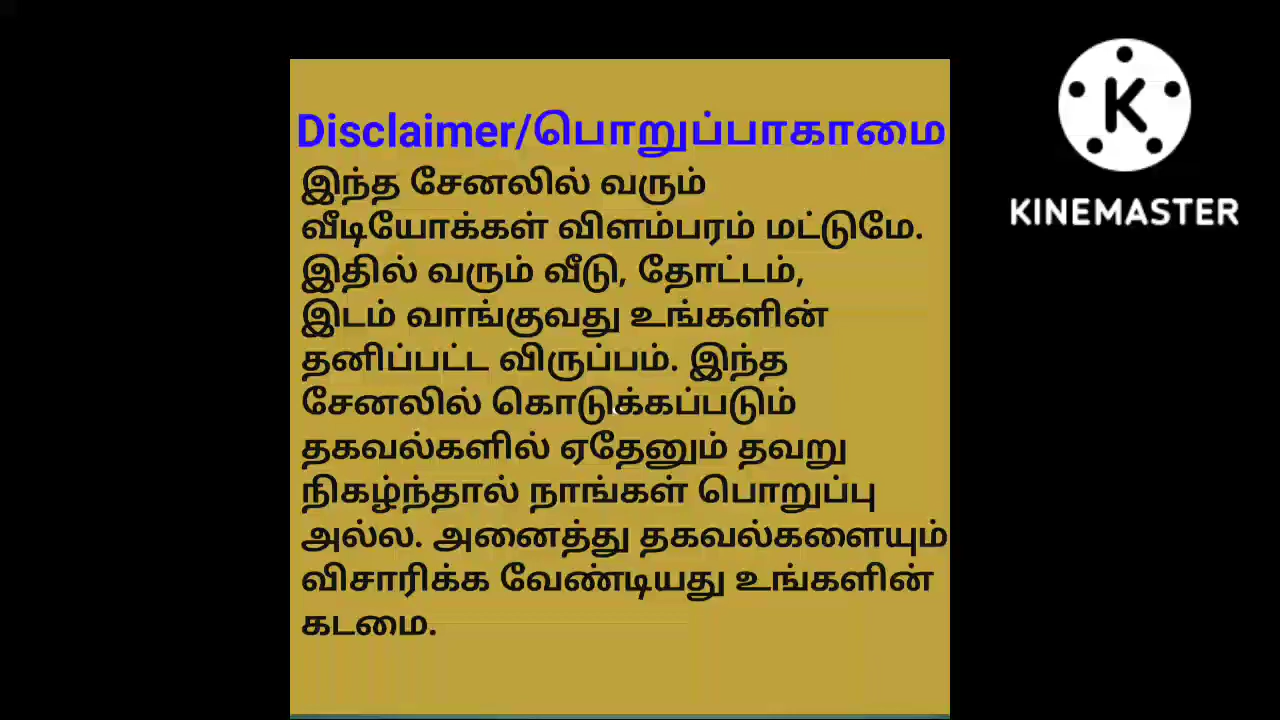 Disclaimer/பொறுப்பாகாமை
இந்த சேனலில் வரும்
வீடியோக்கள் விளம்பரம் மட்டுமே.
இதில் வரும் வீடு, தோட்டம்,
இடம் வாங்குவது உங்களின்
தனிப்பட்ட விருப்பம். இந்த
சேனலில் கொடுக்கப்படும்
தகவல்களில் ஏதேனும் தவறு
நிகழ்ந்தால் நாங்கள் பொறுப்பு
அல்ல. அனைத்து தகவல்களையும்
விசாரிக்க வேண்டியது உங்களின்
கடமை.
K
KINEMASTER